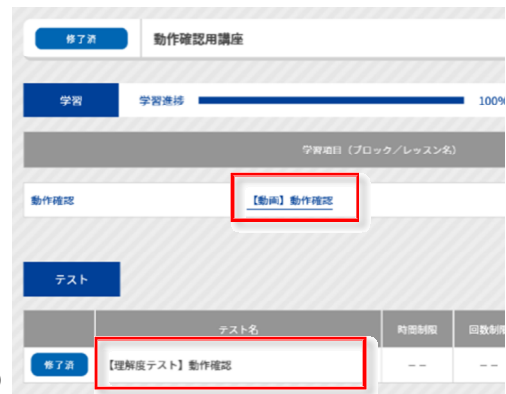 修了済 動作確認用講座
学習 学習進捗 100%
学習項目（ブロック／レッスン名）
動作確認 【動画】動作確認
テスト
テスト名 時間制限 回数制限
修了済 【理解度テスト】動作確認 －－ －－